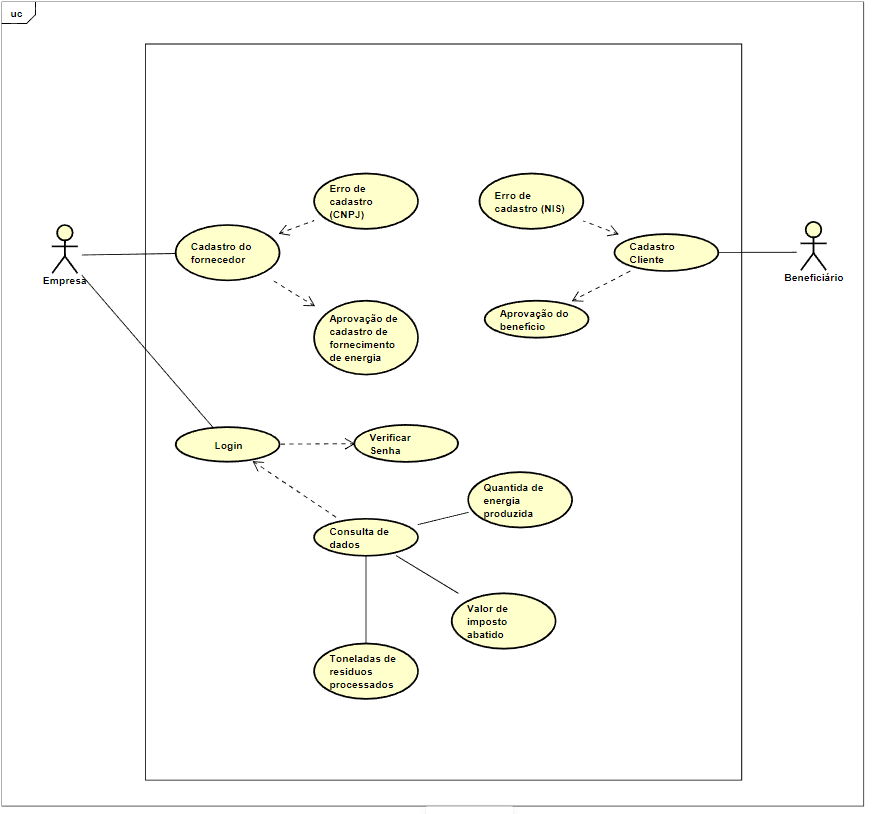 uc
Erro de
cadastro
(CNPJ)
Erro de
cadastro (NIS)
Cadastro do
fornecedor
Cadastro
Cliente
Empresa
Beneficiário
Aprovação de
cadastro de
fornecimento
de energia
Aprovação do
benefício
Login
Verificar
Senha
Quantida de
energia
produzida
Consulta de
dados
Valor de
imposto
abatido
Toneladas de
residuos
processados